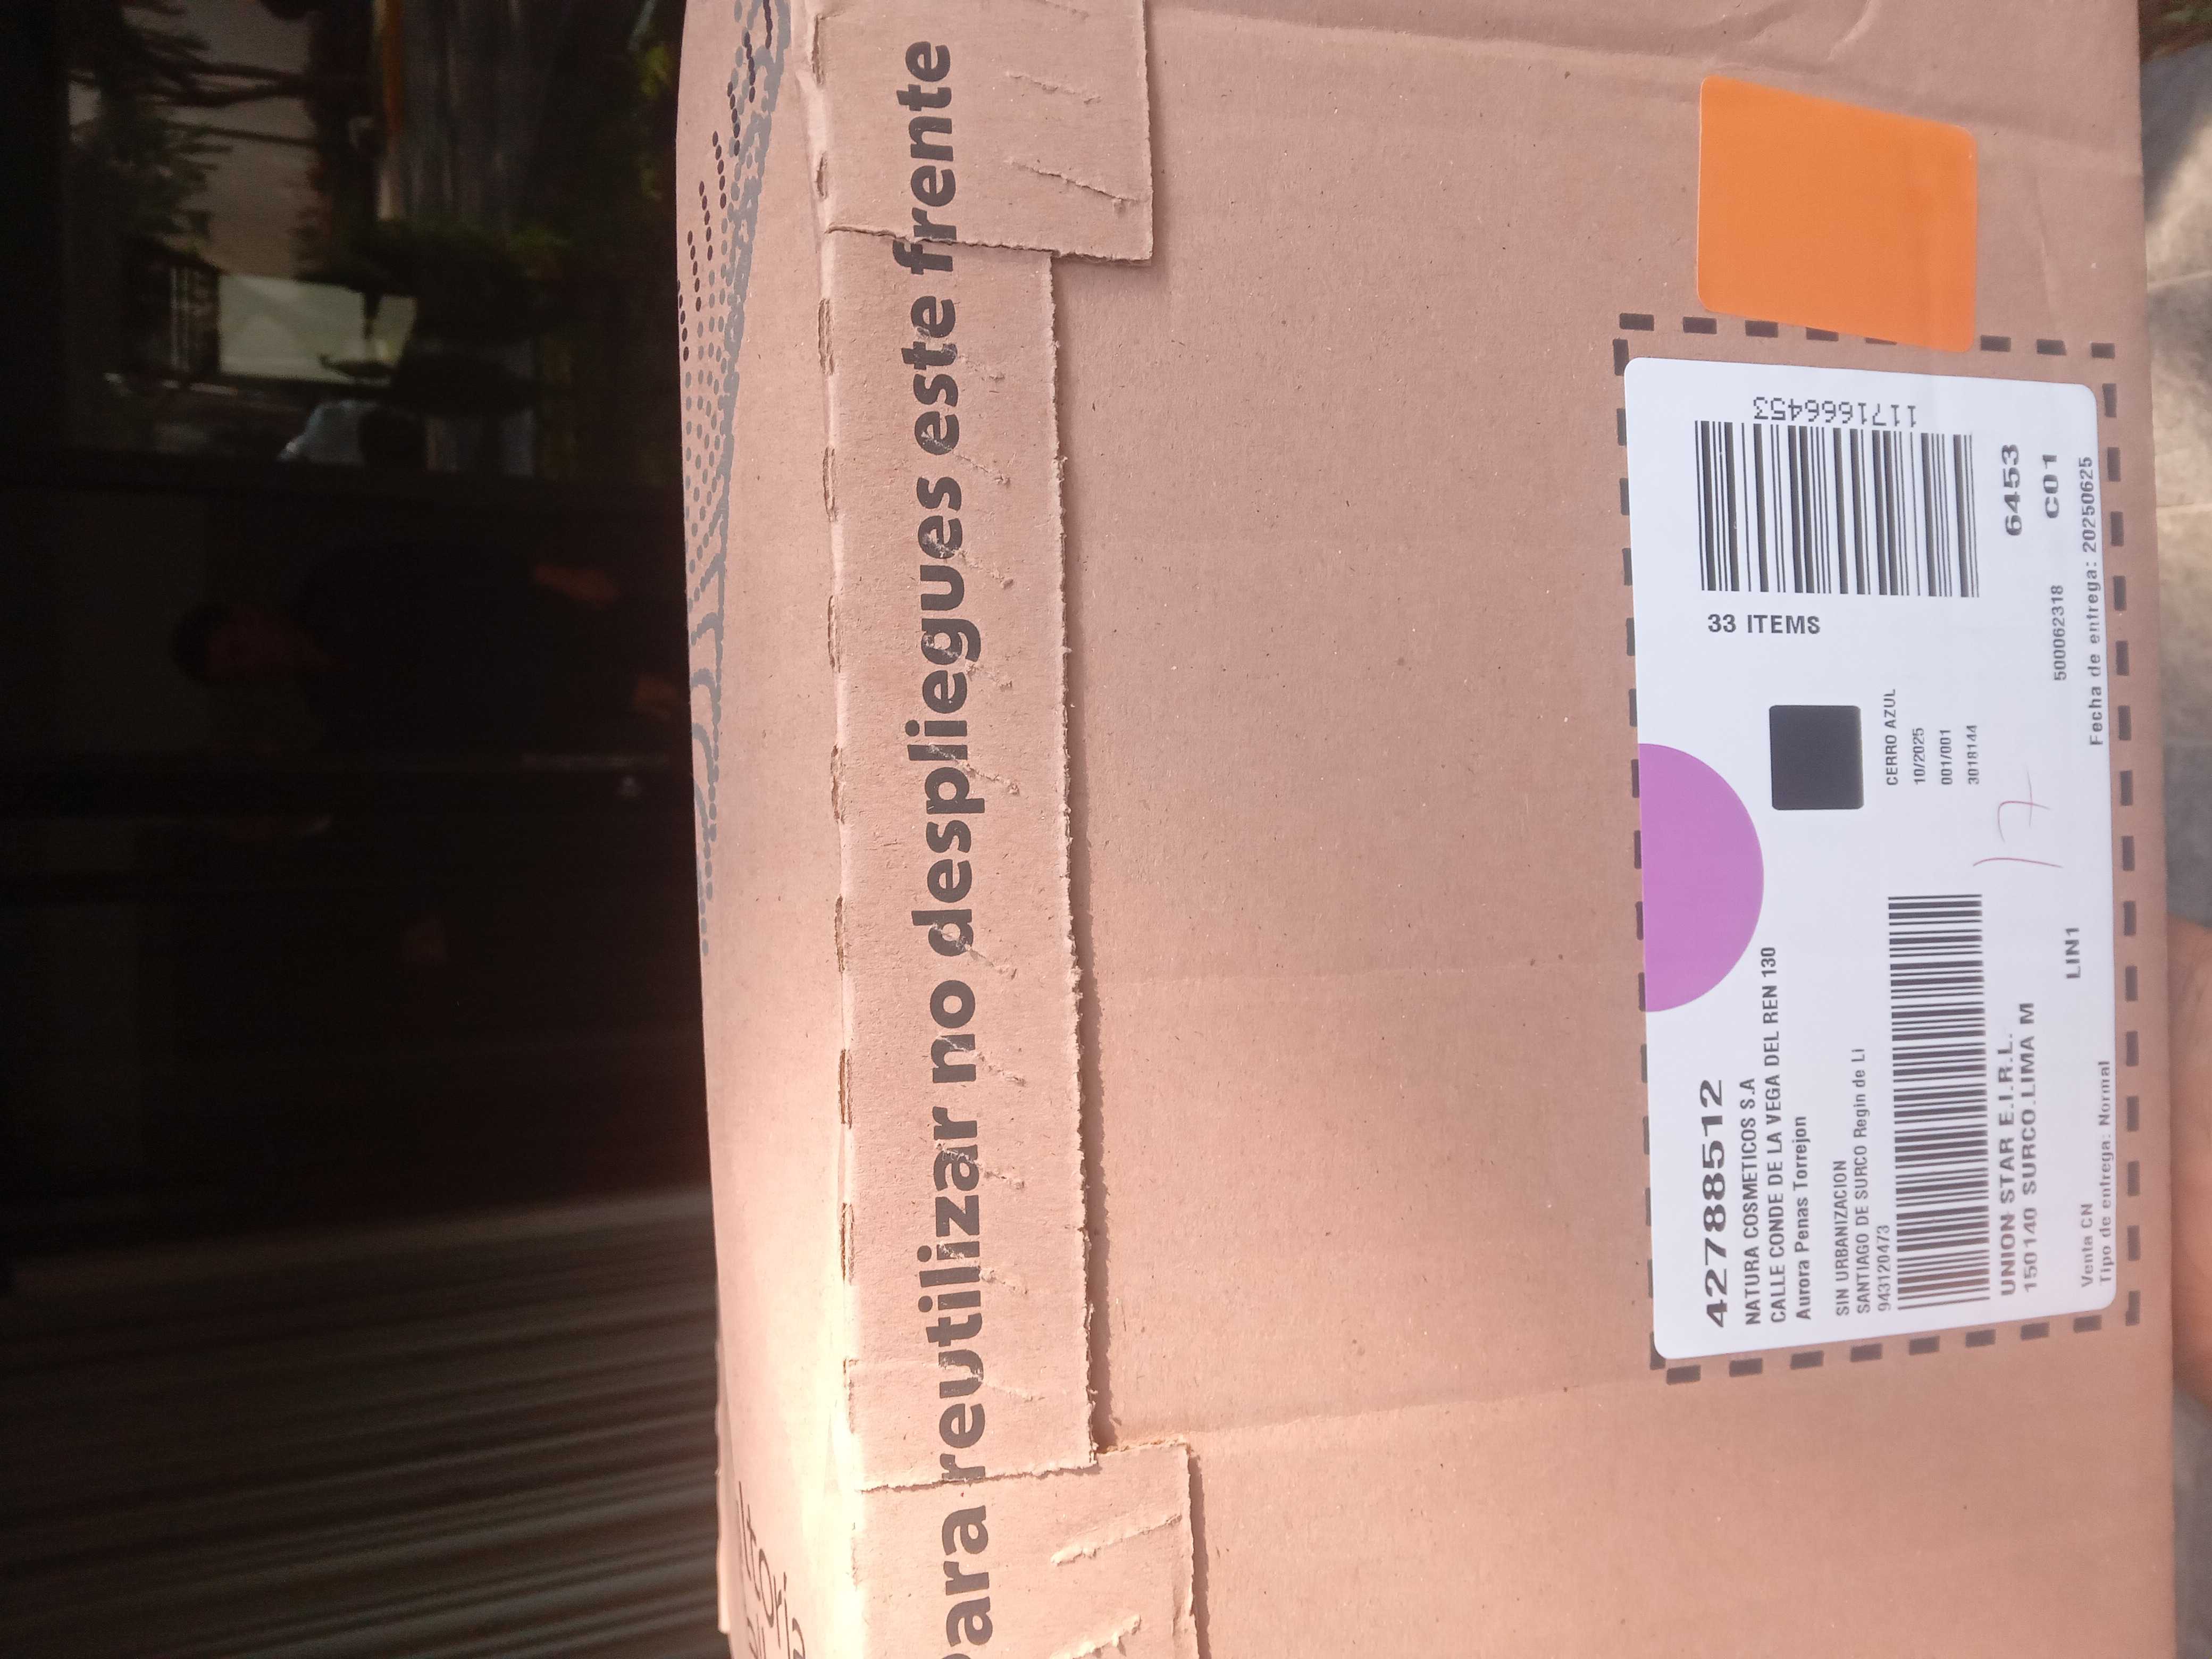 para reutilizar no despliegues este frente
42788512
NATURA COSMETICOS S.A
CALLE CONDE DE LA VEGA DEL REN 130
Aurora Penas Torrejon
SIN URBANIZACION
SANTIAGO DE SURCO Regin de Li
943120473
33 ITEMS
1171666453
CERRO AZUL
10/2025
001/001
3018144
UNION STAR E.I.R.L.
150140 SURCO.LIMA M
17
6453
C01
LIN1
500062318
Venta CN
Tipo de entrega: Normal
Fecha de entrega: 20250625